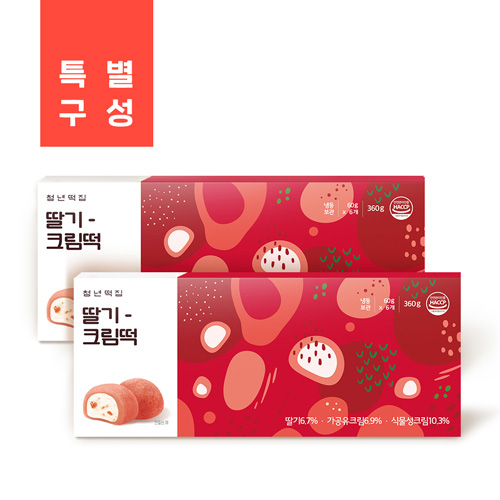 특별
구성
청년떡집
딸기-
크림떡
냉동
보관
60g
x 6개
360g
HACCP
청년떡집
딸기-
크림떡
냉동
보관
60g
x 6개
360g
HACCP
딸기6.7% · 가공유크림6.9% · 식물성크림10.3%